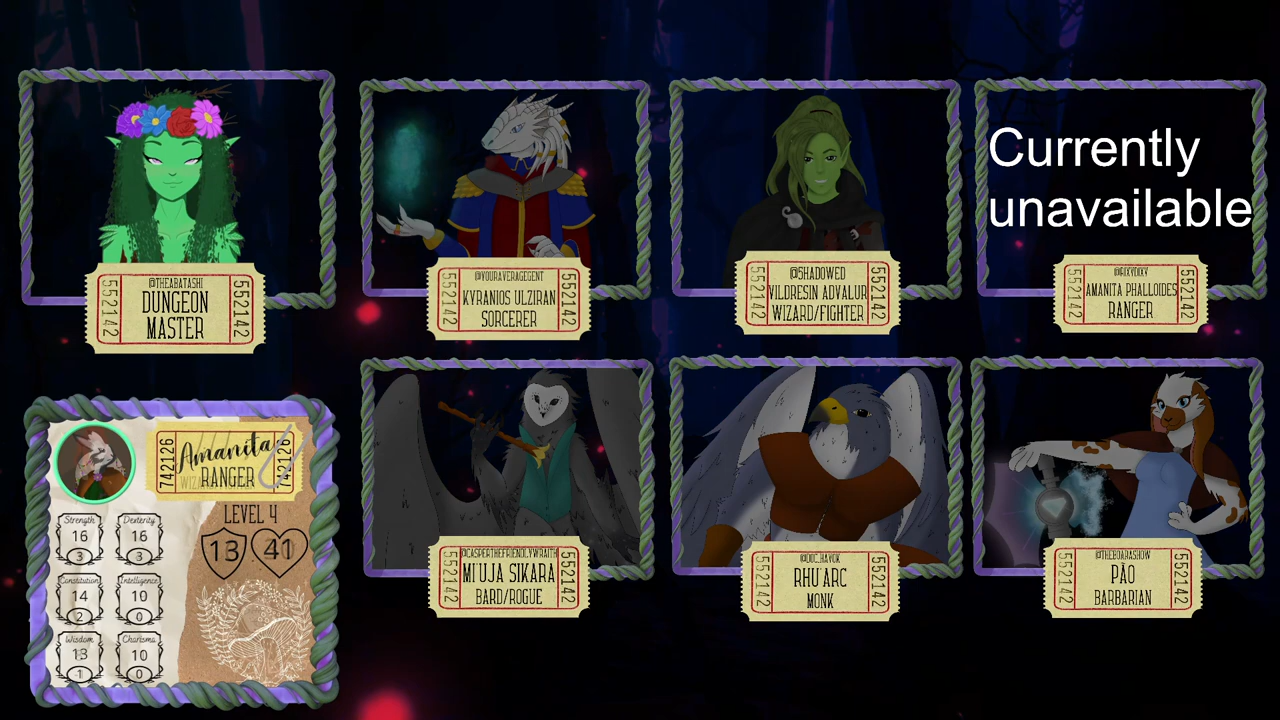 @THEABATASHI
DUNGEON
MASTER
552142
552142
@YOURAVERAGEGENT
KYRANIOS ULZIRAN
SORCERER
552142
552142
@5HADOWED
VILDRESIN ADVALUR
WIZARD/FIGHTER
552142
552142
Currently
unavailable
AMANITA PHALLOIDES
RANGER
552142
552142
Amanita
RANGER
742126
742126
LEVEL 4
13
41
Strength
16
3
Dexterity
16
3
Constitution
14
2
Intelligence
10
0
Wisdom
13
1
Charisma
10
0
@CASPERTHEFRIENDLYWRAITH
MI'UJA SIKARA
BARD/ROGUE
552142
552142
@DOC_HAVOK
RHU'ARC
MONK
552142
552142
@THEBOARASHOW
PÃO
BARBARIAN
552142
552142